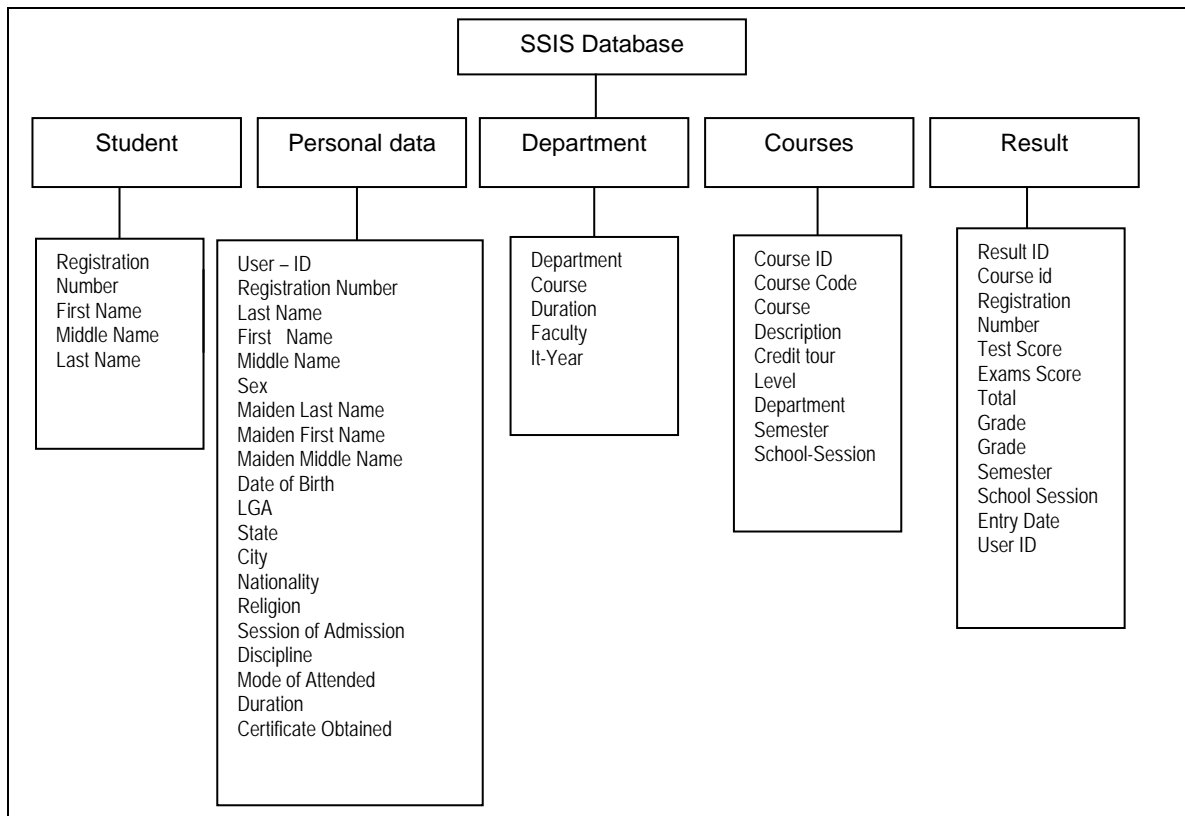 SSIS Database
Student
Personal data
Department
Courses
Result
Registration
Number
First Name
Middle Name
Last Name
User – ID
Registration Number
Last Name
First Name
Middle Name
Sex
Maiden Last Name
Maiden First Name
Maiden Middle Name
Date of Birth
LGA
State
City
Nationality
Religion
Session of Admission
Discipline
Mode of Attended
Duration
Certificate Obtained
Department
Course
Duration
Faculty
It-Year
Course ID
Course Code
Course
Description
Credit tour
Level
Department
Semester
School-Session
Result ID
Course id
Registration
Number
Test Score
Exams Score
Total
Grade
Grade
Semester
School Session
Entry Date
User ID